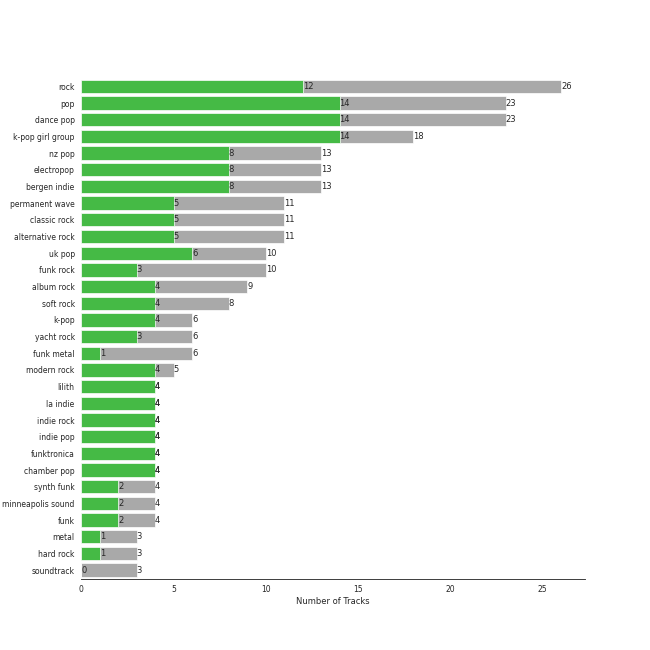 rock 12 26
pop 14 23
dance pop 14 23
k-pop girl group 14 18
nz pop 8 13
electropop 8 13
bergen indie 8 13
permanent wave 5 11
classic rock 5 11
alternative rock 5 11
uk pop 6 10
funk rock 3 10
album rock 4 9
soft rock 4 8
k-pop 4 6
yacht rock 3 6
funk metal 1 6
modern rock 4 5
lilith 4
la indie 4
indie rock 4
indie pop 4
funktronica 4
chamber pop 4
synth funk 2 4
minneapolis sound 2 4
funk 2 4
metal 1 3
hard rock 1 3
soundtrack 0 3
0 5 10 15 20 25
Number of Tracks